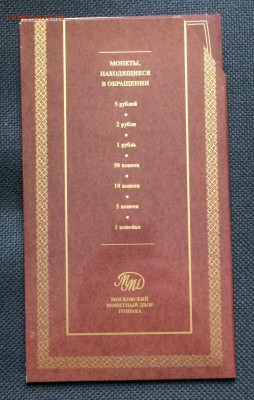 МОНЕТЫ,
НАХОДЯЩИЕСЯ
В ОБРАЩЕНИИ
5 рублей
2 рубля
1 рубль
50 копеек
10 копеек
5 копеек
1 копейка
ММД
МОСКОВСКИЙ
МОНЕТНЫЙ ДВОР
ГОЗНАКА